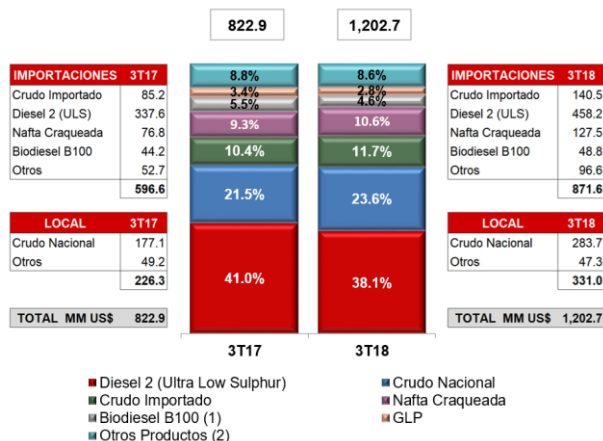 822.9 1,202.7
IMPORTACIONES 3T17
Crudo Importado 85.2
Diesel 2 (ULS) 337.6
Nafta Craqueada 76.8
Biodiesel B100 44.2
Otros 52.7
596.6
LOCAL 3T17
Crudo Nacional 177.1
Otros 49.2
226.3
TOTAL MM US$ 822.9
8.8% 8.6%
3.4% 2.8%
5.5% 4.6%
9.3% 10.6%
10.4% 11.7%
21.5% 23.6%
41.0% 38.1%
3T17 3T18
IMPORTACIONES 3T18
Crudo Importado 140.5
Diesel 2 (ULS) 458.2
Nafta Craqueada 127.5
Biodiesel B100 48.8
Otros 96.6
871.6
LOCAL 3T18
Crudo Nacional 283.7
Otros 47.3
331.0
TOTAL MM US$ 1,202.7
Diesel 2 (Ultra Low Sulphur) Crudo Nacional
Crudo Importado Nafta Craqueada
Biodiesel B100 (1) GLP
Otros Productos (2)